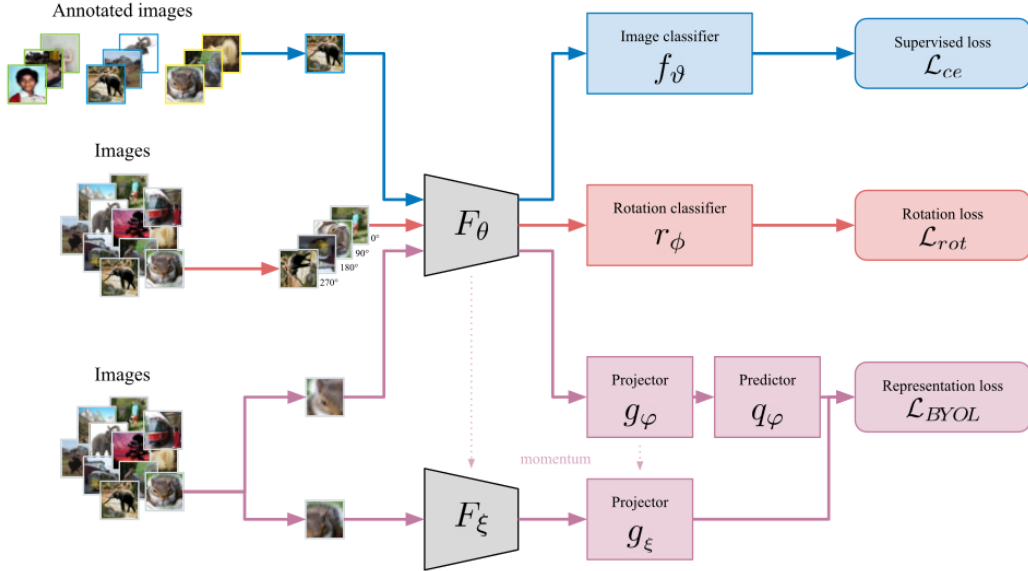 Annotated images
Image classifier
f_ϑ
Supervised loss
ℒ_ce
Images
F_θ
0°
90°
180°
270°
Rotation classifier
r_ϕ
Rotation loss
ℒ_rot
Images
Projector
g_φ
Predictor
q_φ
Representation loss
ℒ_BYOL
momentum
F_ξ
Projector
g_ξ